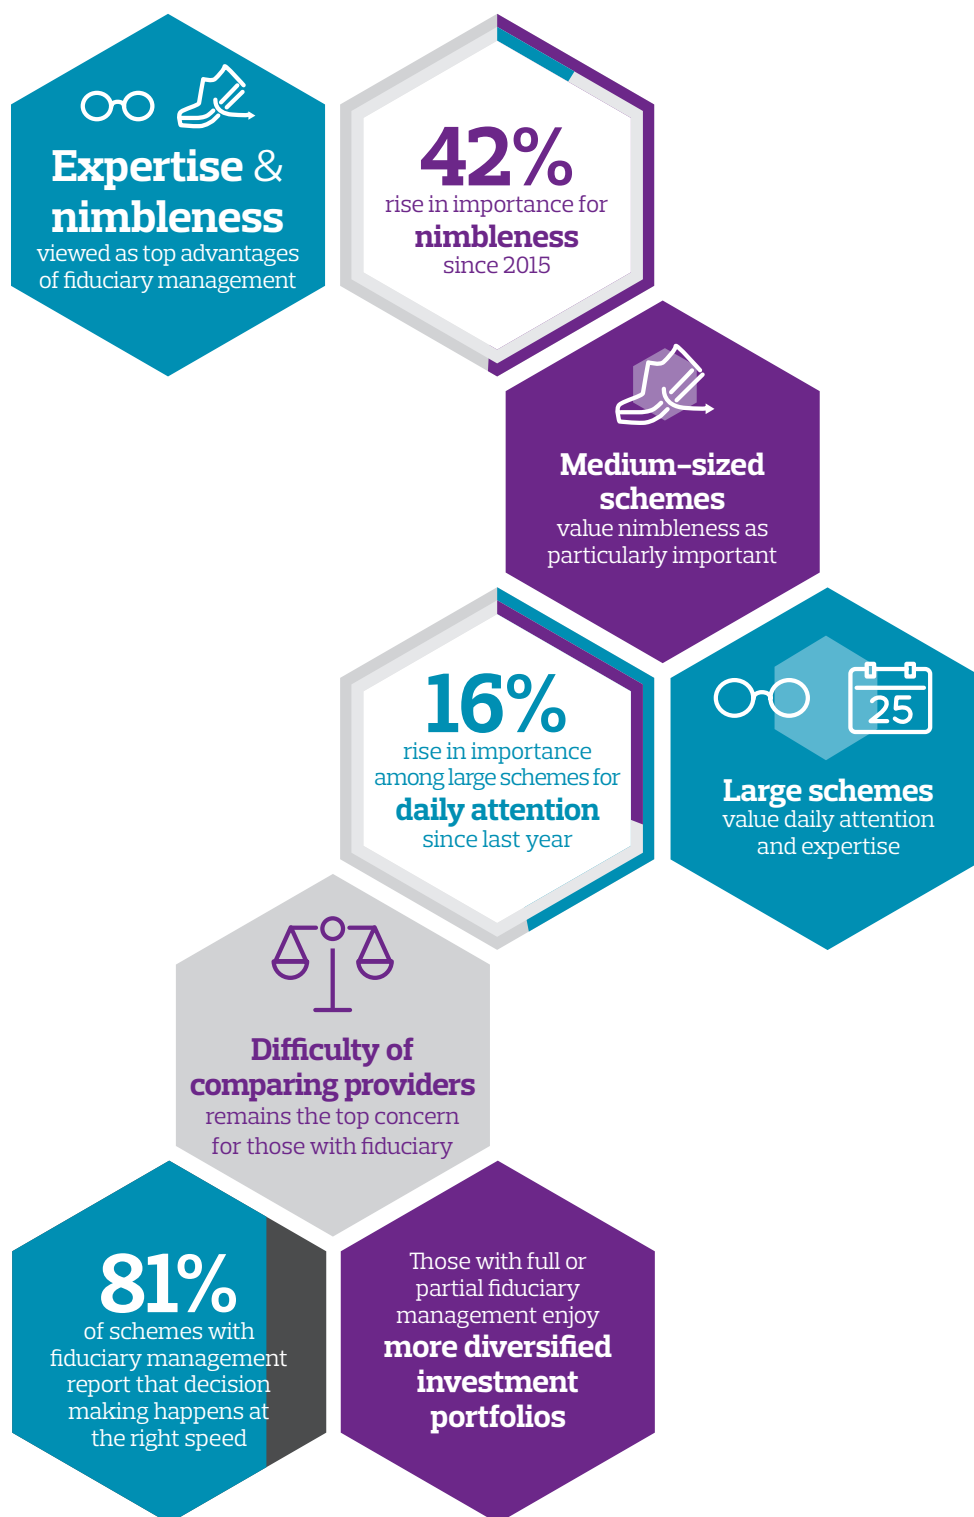 Expertise &
nimbleness
viewed as top advantages
of fiduciary management
42%
rise in importance for
nimbleness
since 2015
Medium-sized
schemes
value nimbleness as
particularly important
16%
rise in importance
among large schemes for
daily attention
since last year
25
Large schemes
value daily attention
and expertise
Difficulty of
comparing providers
remains the top concern
for those with fiduciary
81%
of schemes with
fiduciary management
report that decision
making happens at
the right speed
Those with full or
partial fiduciary
management enjoy
more diversified
investment
portfolios